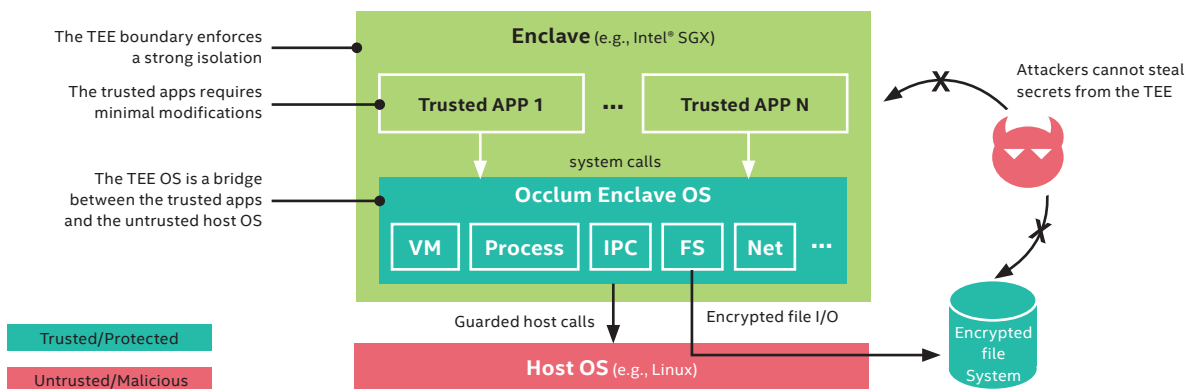 The TEE boundary enforces
a strong isolation
The trusted apps requires
minimal modifications
The TEE OS is a bridge
between the trusted apps
and the untrusted host OS
Trusted/Protected
Untrusted/Malicious
Enclave (e.g., Intel® SGX)
Trusted APP 1
...
Trusted APP N
system calls
Occlum Enclave OS
VM
Process
IPC
FS
Net
...
Guarded host calls
Encrypted file I/O
Host OS (e.g., Linux)
Attackers cannot steal
secrets from the TEE
X
X
Encrypted
file
System